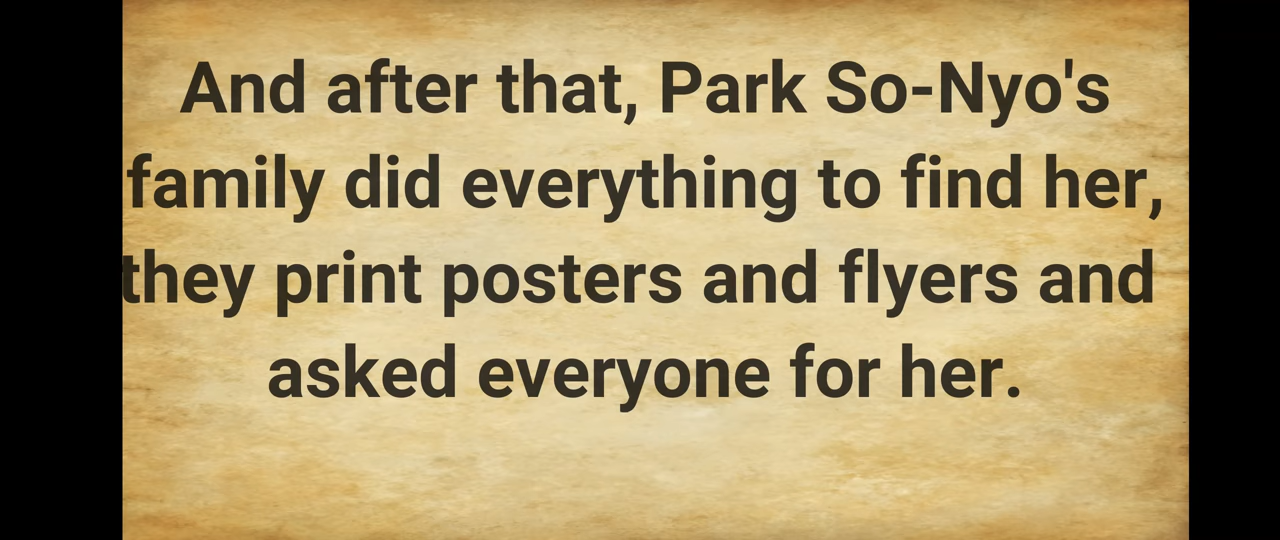 And after that, Park So-Nyo's
family did everything to find her,
they print posters and flyers and
asked everyone for her.